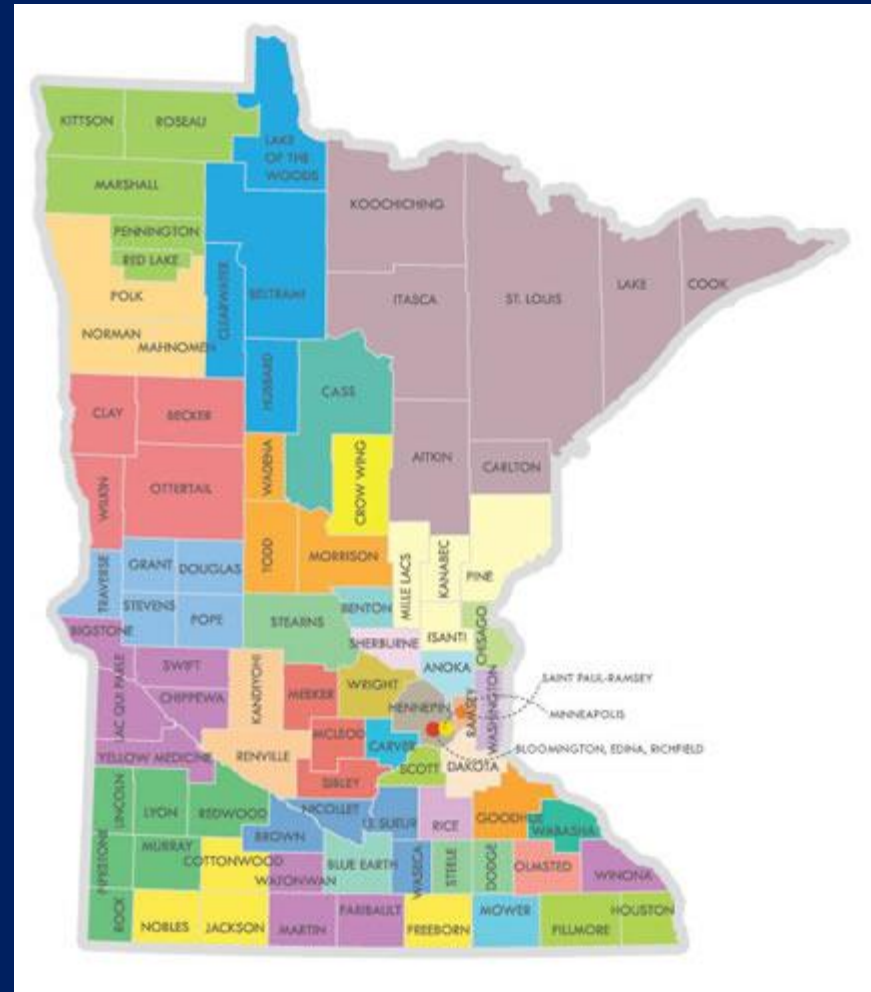 KITTSON
ROSEAU
LAKE
OF THE
WOODS
MARSHALL
KOOCHICHING
PENNINGTON
RED LAKE
POLK
CLEARWATER
BELTRAMI
ITASCA
ST. LOUIS
LAKE
COOK
NORMAN
MAHNOMEN
HUBBARD
CASS
CLAY
BECKER
WADENA
CROW WING
AITKIN
CARLTON
WILKIN
OTTERTAIL
TODD
MORRISON
MILLE LACS
KANABEC
PINE
TRAVERSE
GRANT
DOUGLAS
STEVENS
POPE
STEARNS
BENTON
ISANTI
CHISAGO
BIGSTONE
SHERBURNE
ANOKA
LAC QUI PARLE
SWIFT
CHIPPEWA
KANDIYOHI
MEEKER
WRIGHT
HENNEPIN
RAMSEY
WASHINGTON
SAINT PAUL-RAMSEY
MINNEAPOLIS
BLOOMINGTON, EDINA, RICHFIELD
YELLOW MEDICINE
RENVILLE
MCLEOD
CARVER
SCOTT
DAKOTA
SIBLEY
LINCOLN
LYON
REDWOOD
NICOLLET
LE SUEUR
RICE
GOODHUE
WABASHA
BROWN
PIPESTONE
MURRAY
COTTONWOOD
WATONWAN
BLUE EARTH
WASECA
STEELE
DODGE
OLMSTED
WINONA
ROCK
NOBLES
JACKSON
MARTIN
FARIBAULT
FREEBORN
MOWER
FILLMORE
HOUSTON